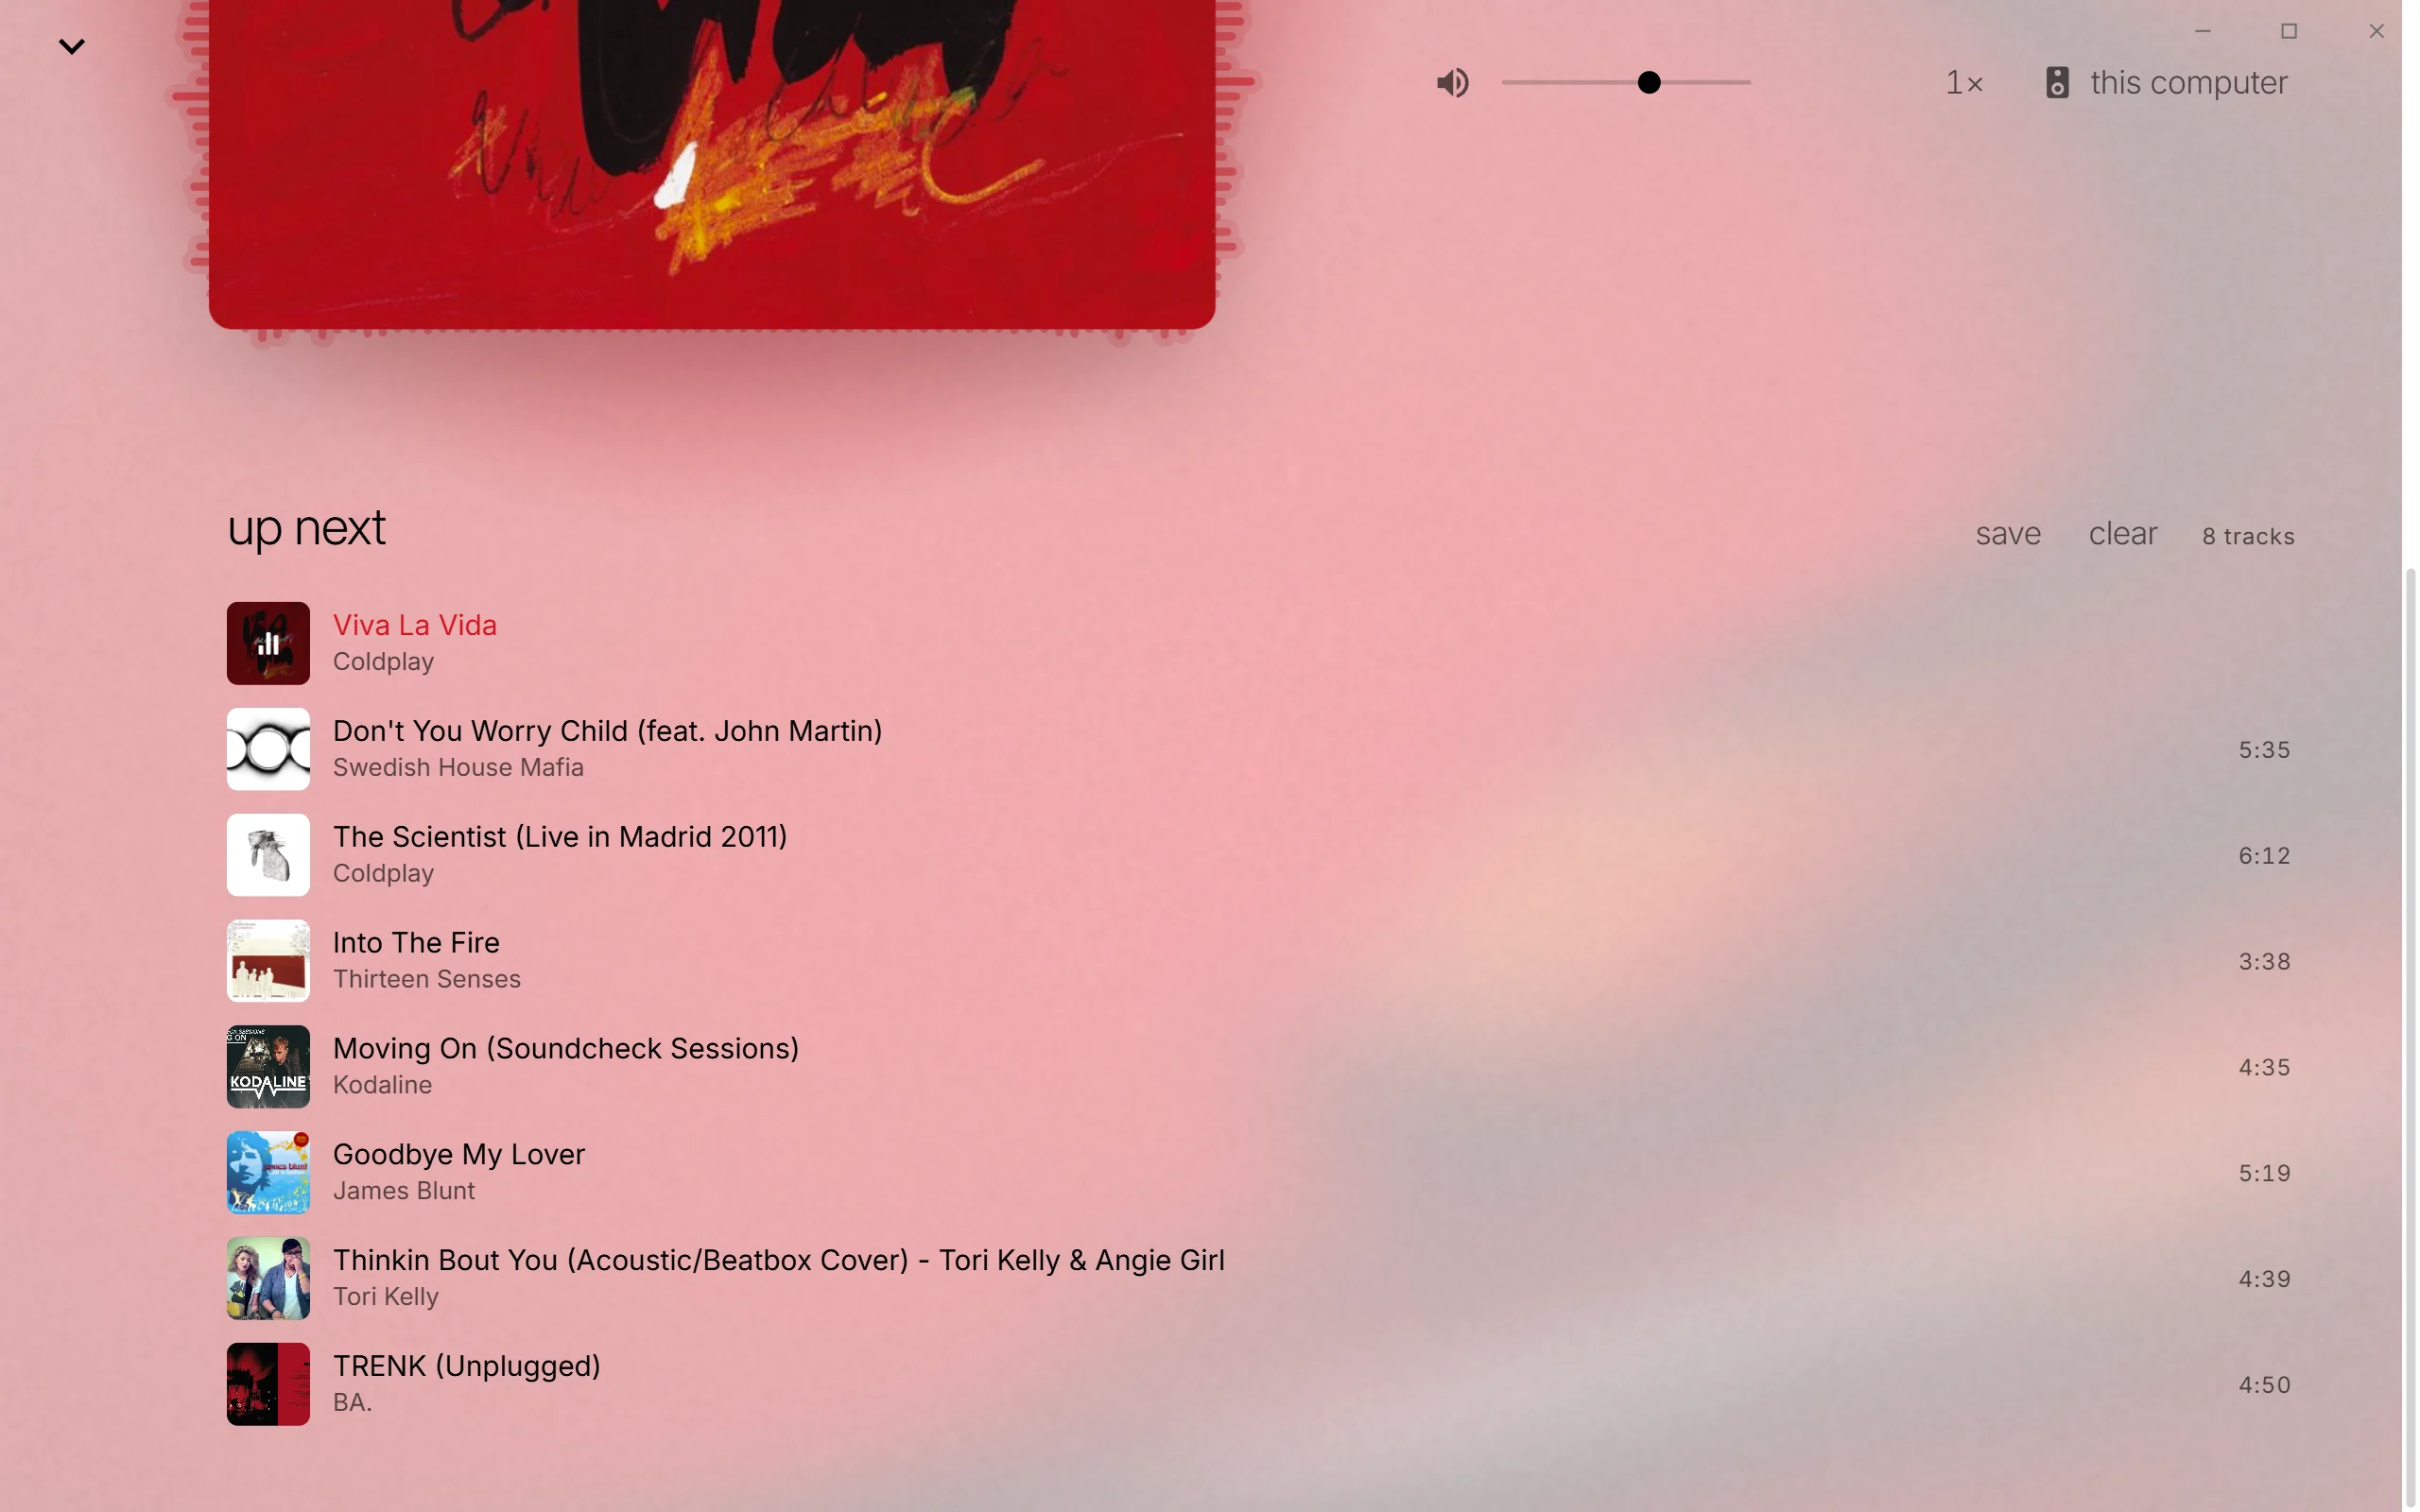 1×
this computer
up next
save
clear
8 tracks
Viva La Vida
Coldplay
Don't You Worry Child (feat. John Martin)
Swedish House Mafia
5:35
The Scientist (Live in Madrid 2011)
Coldplay
6:12
Into The Fire
Thirteen Senses
3:38
Moving On (Soundcheck Sessions)
Kodaline
4:35
KODALINE
Goodbye My Lover
James Blunt
5:19
james blunt
Thinkin Bout You (Acoustic/Beatbox Cover) - Tori Kelly & Angie Girl
Tori Kelly
4:39
TRENK (Unplugged)
BA.
4:50